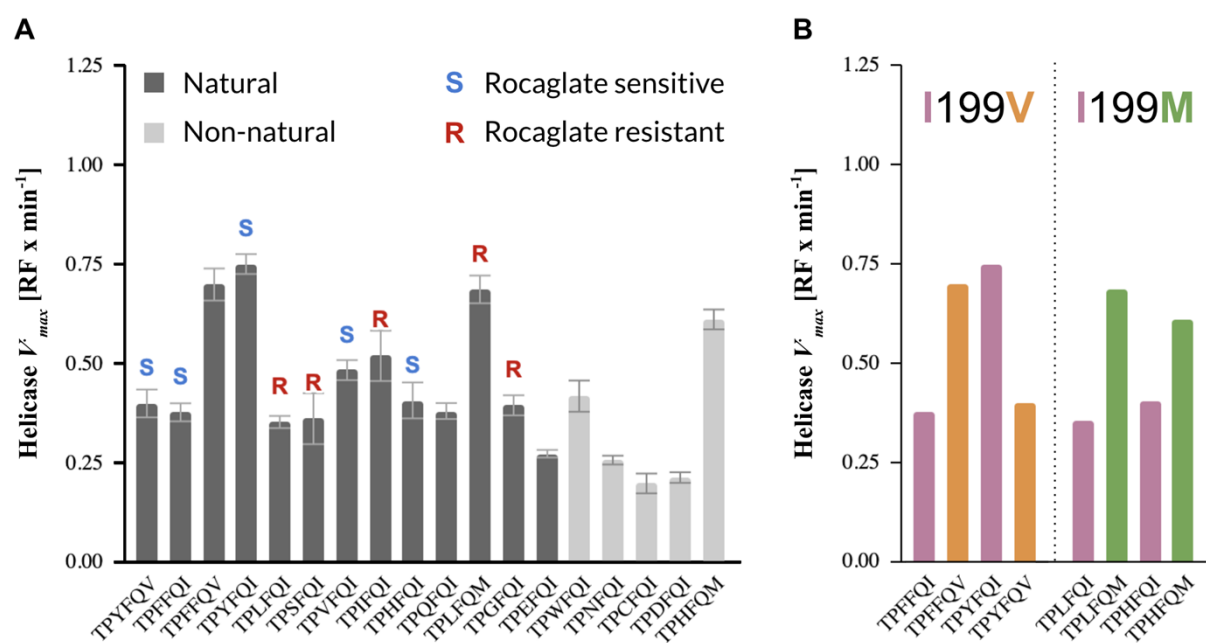 A
B
Helicase V max [RF x min-1]
1.25
1.00
0.75
0.50
0.25
0.00
Natural
Non-natural
S Rocaglate sensitive
R Rocaglate resistant
S
S
S
R
R
S
R
S
R
R
TPYFQV
TPFFQI
TPFFQV
TPYFQI
TPLFQI
TPSFQI
TPVFQI
TPIFQI
TPHFQI
TPQFQI
TPLFQM
TPGFQI
TPEFQI
TPWFQI
TPNFQI
TPCFQI
TPDFQI
TPHFQM
Helicase V max [RF x min-1]
1.25
1.00
0.75
0.50
0.25
0.00
I199V
I199M
TPFFQI
TPFFQV
TPYFQI
TPYFQV
TPLFQI
TPLFQM
TPHFQI
TPHFQM